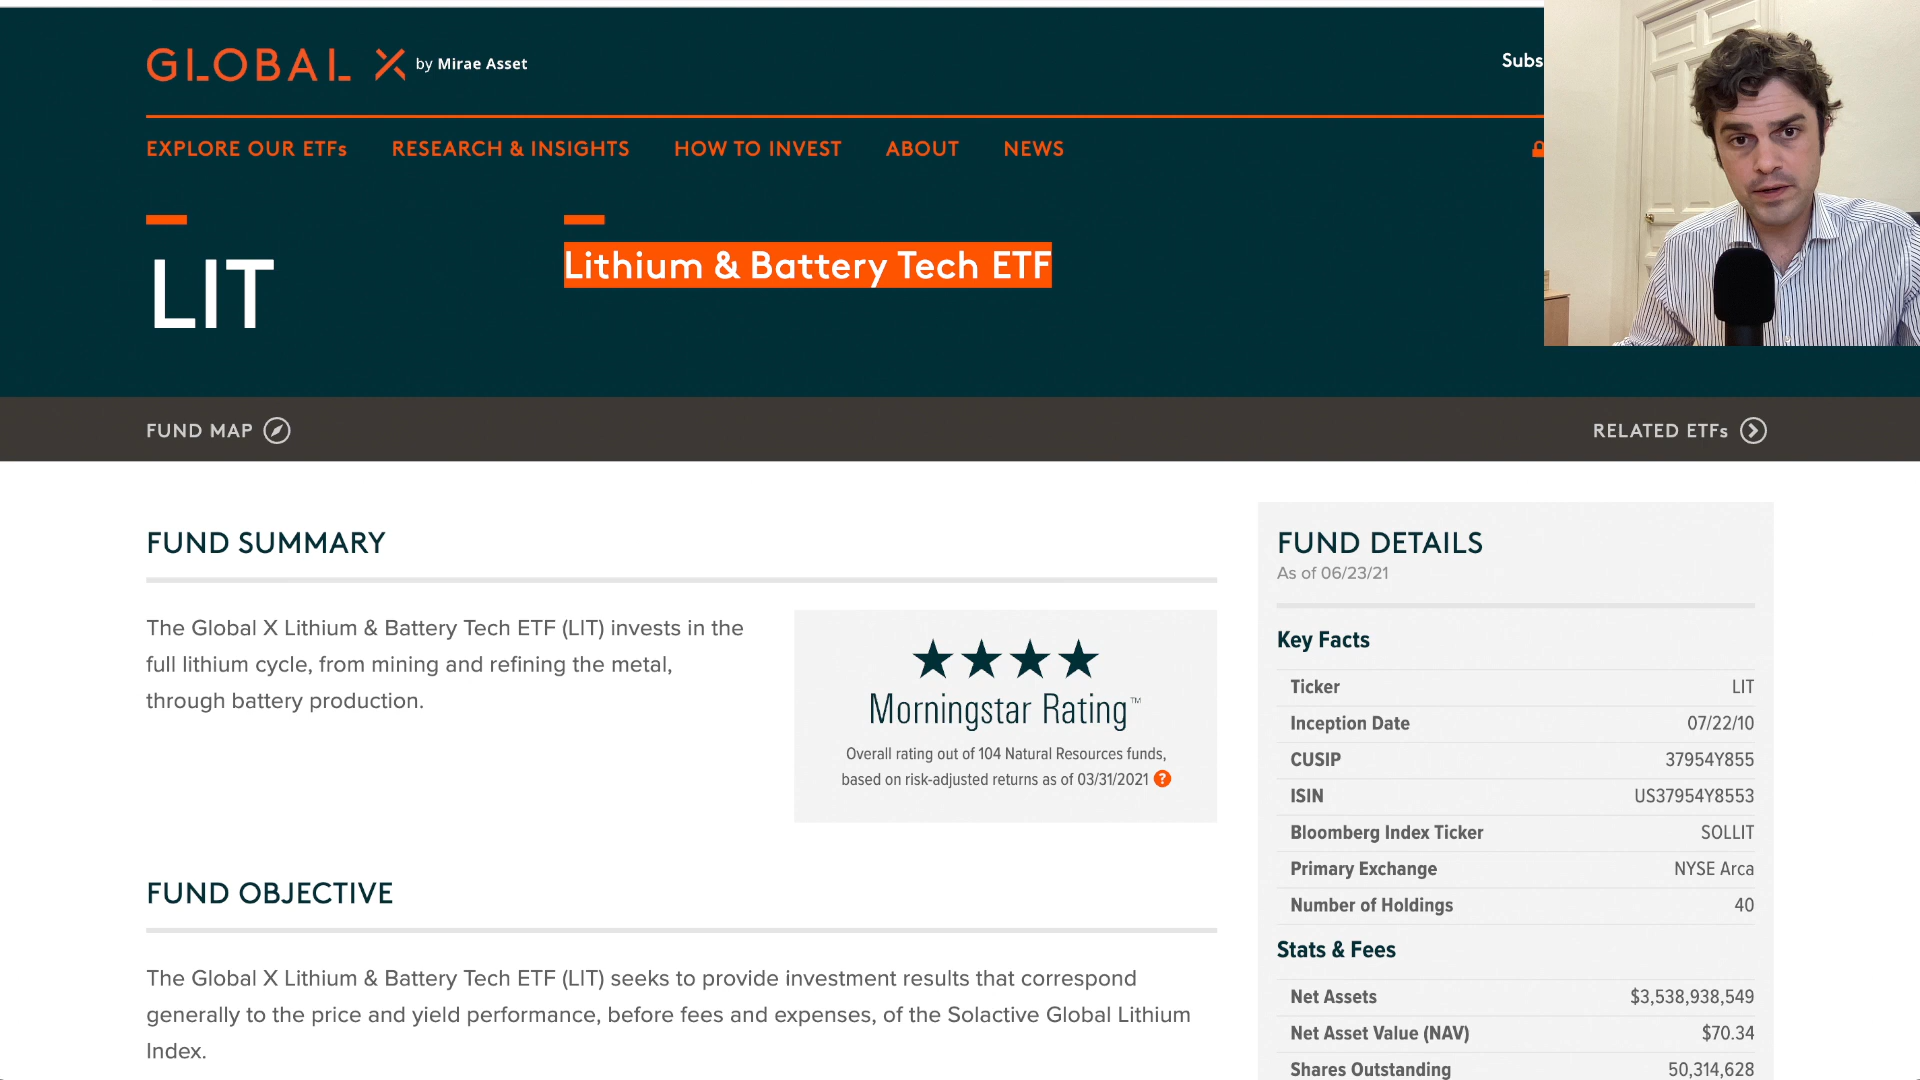 GLOBAL X by Mirae Asset
Subs
EXPLORE OUR ETFs RESEARCH & INSIGHTS HOW TO INVEST ABOUT NEWS
LIT
Lithium & Battery Tech ETF
FUND MAP
RELATED ETFs
FUND SUMMARY
The Global X Lithium & Battery Tech ETF (LIT) invests in the
full lithium cycle, from mining and refining the metal,
through battery production.
Morningstar Rating™
Overall rating out of 104 Natural Resources funds,
based on risk-adjusted returns as of 03/31/2021 ?
FUND OBJECTIVE
The Global X Lithium & Battery Tech ETF (LIT) seeks to provide investment results that correspond
generally to the price and yield performance, before fees and expenses, of the Solactive Global Lithium
Index.
FUND DETAILS
As of 06/23/21
Key Facts
Ticker LIT
Inception Date 07/22/10
CUSIP 37954Y855
ISIN US37954Y8553
Bloomberg Index Ticker SOLLIT
Primary Exchange NYSE Arca
Number of Holdings 40
Stats & Fees
Net Assets $3,538,938,549
Net Asset Value (NAV) $70.34
Shares Outstanding 50,314,628